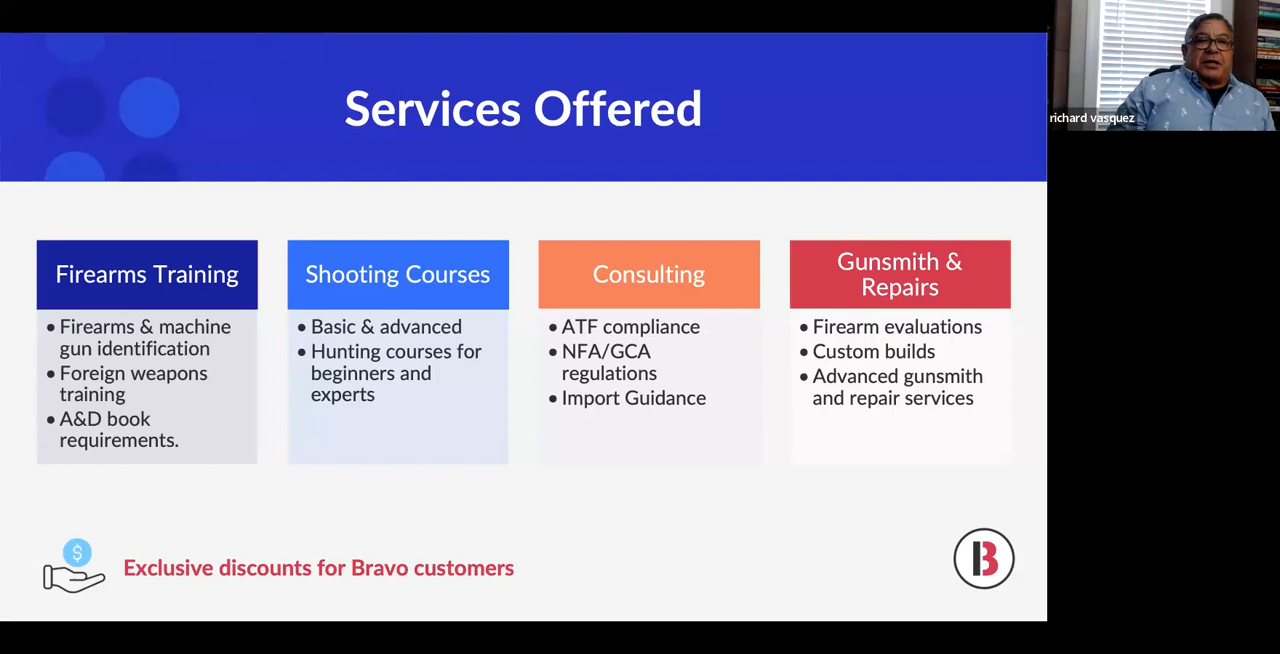 Services Offered
richard vasquez
Firearms Training
• Firearms & machine
gun identification
• Foreign weapons
training
• A&D book
requirements.
Shooting Courses
• Basic & advanced
• Hunting courses for
beginners and
experts
Consulting
• ATF compliance
• NFA/GCA
regulations
• Import Guidance
Gunsmith &
Repairs
• Firearm evaluations
• Custom builds
• Advanced gunsmith
and repair services
$
Exclusive discounts for Bravo customers
B